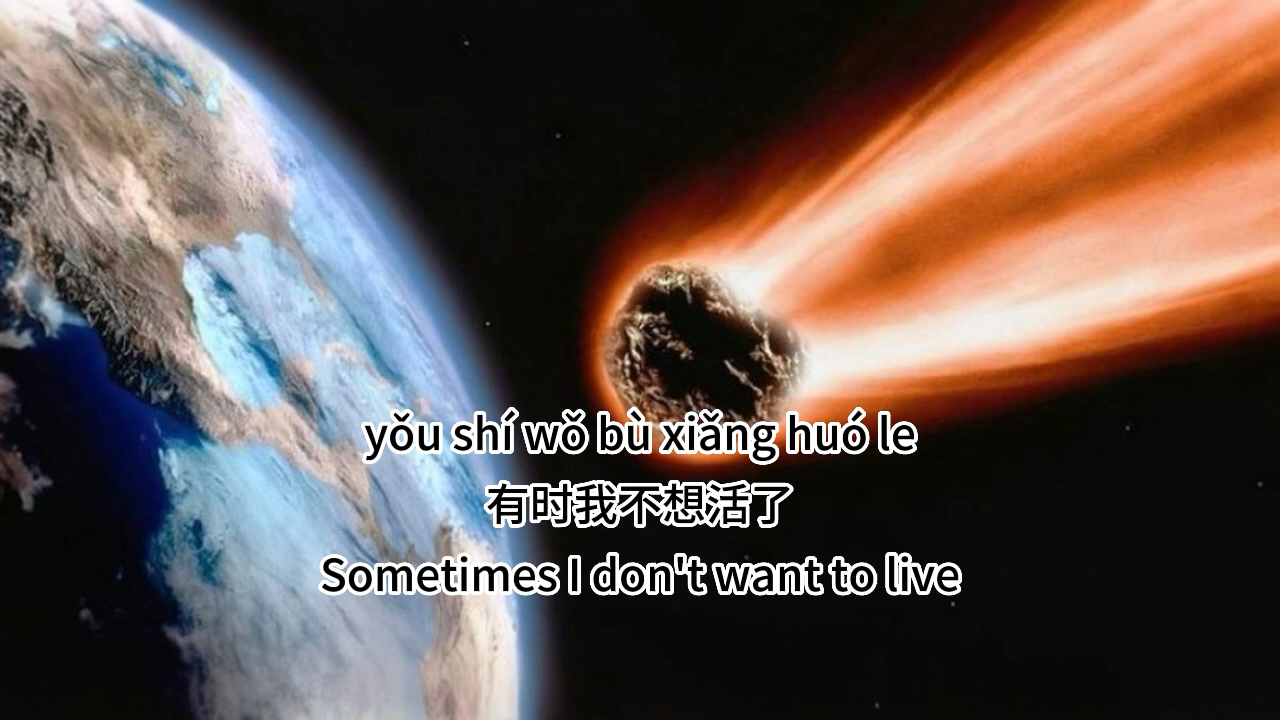 yǒu shí wǒ bù xiǎng huó le
有时我不想活了
Sometimes I don't want to live